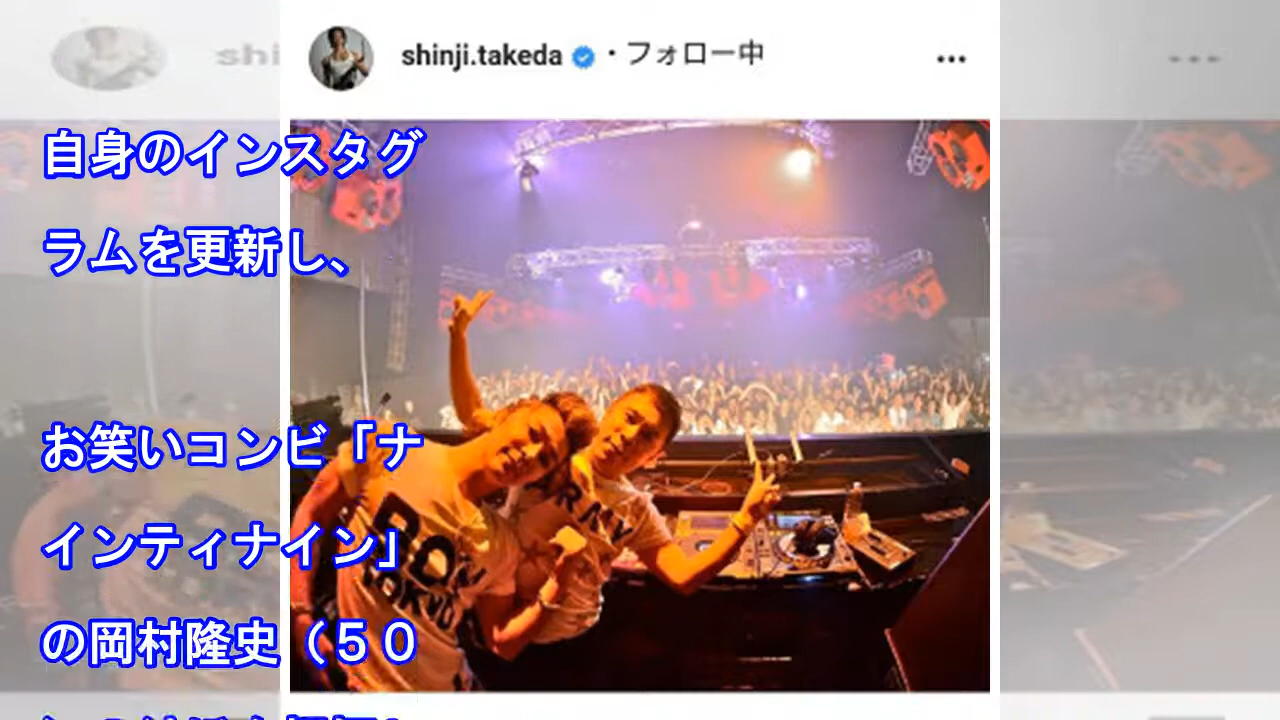 shinji.takeda ・フォロー中
shi
自身のインスタグ
ラムを更新し、
お笑いコンビ「ナ
インティナイン」
の岡村隆史（５０